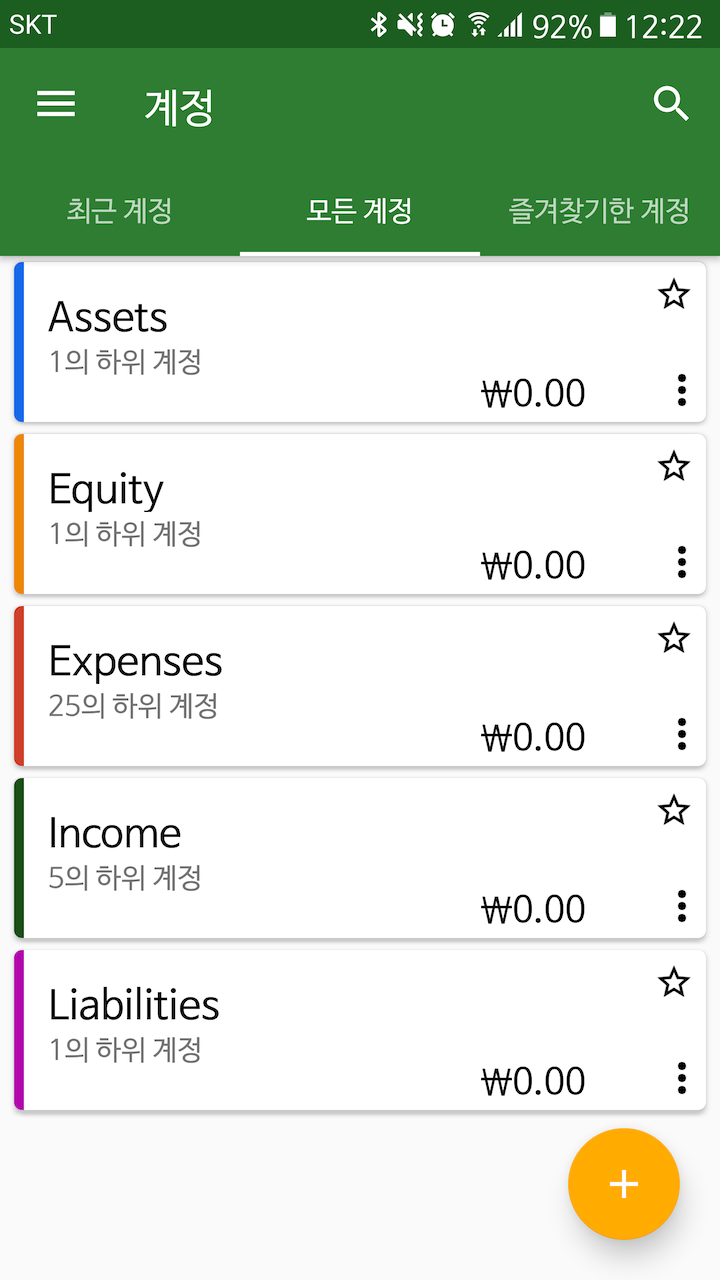 SKT 92% 12:22
계정
최근 계정 모든 계정 즐겨찾기한 계정
Assets
1의 하위 계정
₩0.00
Equity
1의 하위 계정
₩0.00
Expenses
25의 하위 계정
₩0.00
Income
5의 하위 계정
₩0.00
Liabilities
1의 하위 계정
₩0.00